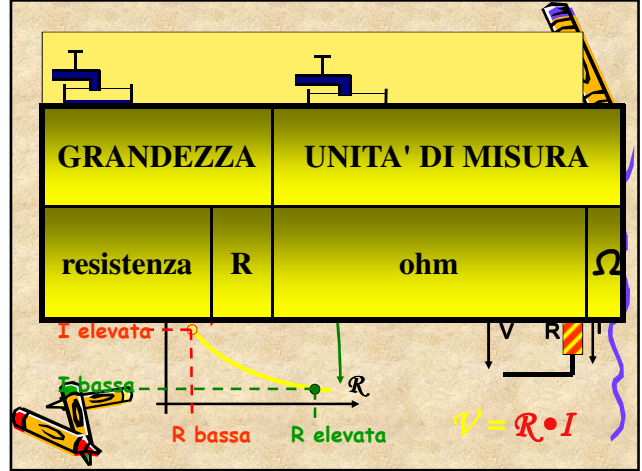 GRANDEZZA UNITA' DI MISURA
resistenza R ohm Ω
I elevata
V R I
I bassa
R
R bassa R elevata
V = R • I